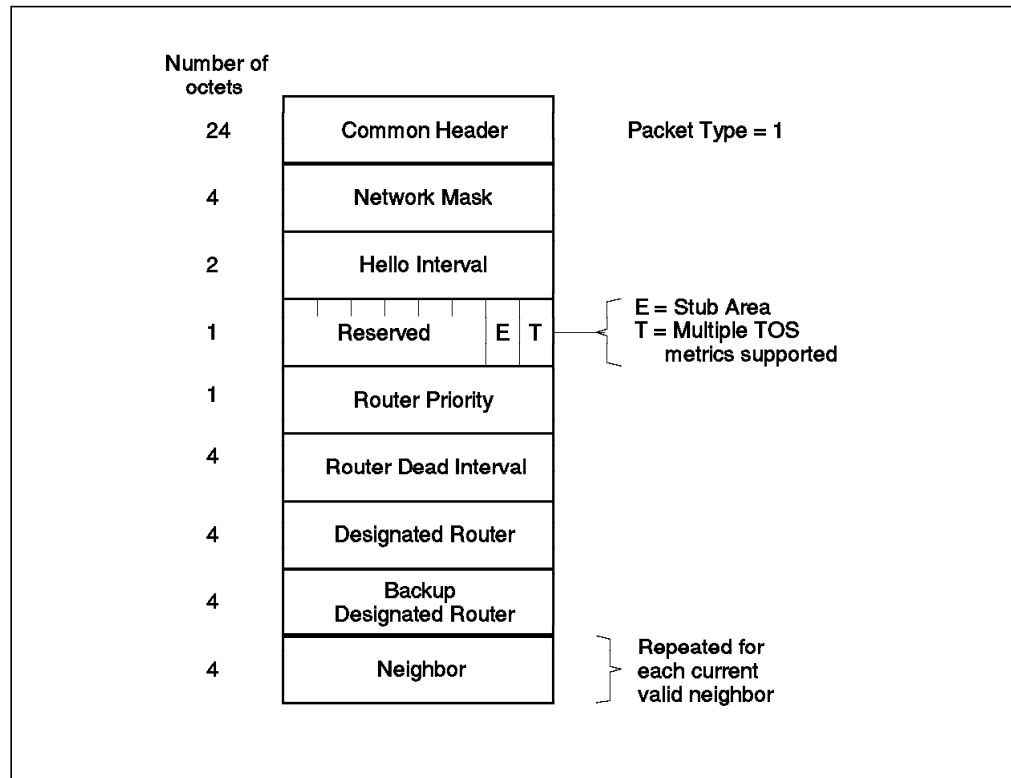 Number of
octets
24
Common Header
Packet Type = 1
4
Network Mask
2
Hello Interval
1
Reserved
E
T
E = Stub Area
T = Multiple TOS
metrics supported
1
Router Priority
4
Router Dead Interval
4
Designated Router
4
Backup
Designated Router
4
Neighbor
Repeated for
each current
valid neighbor